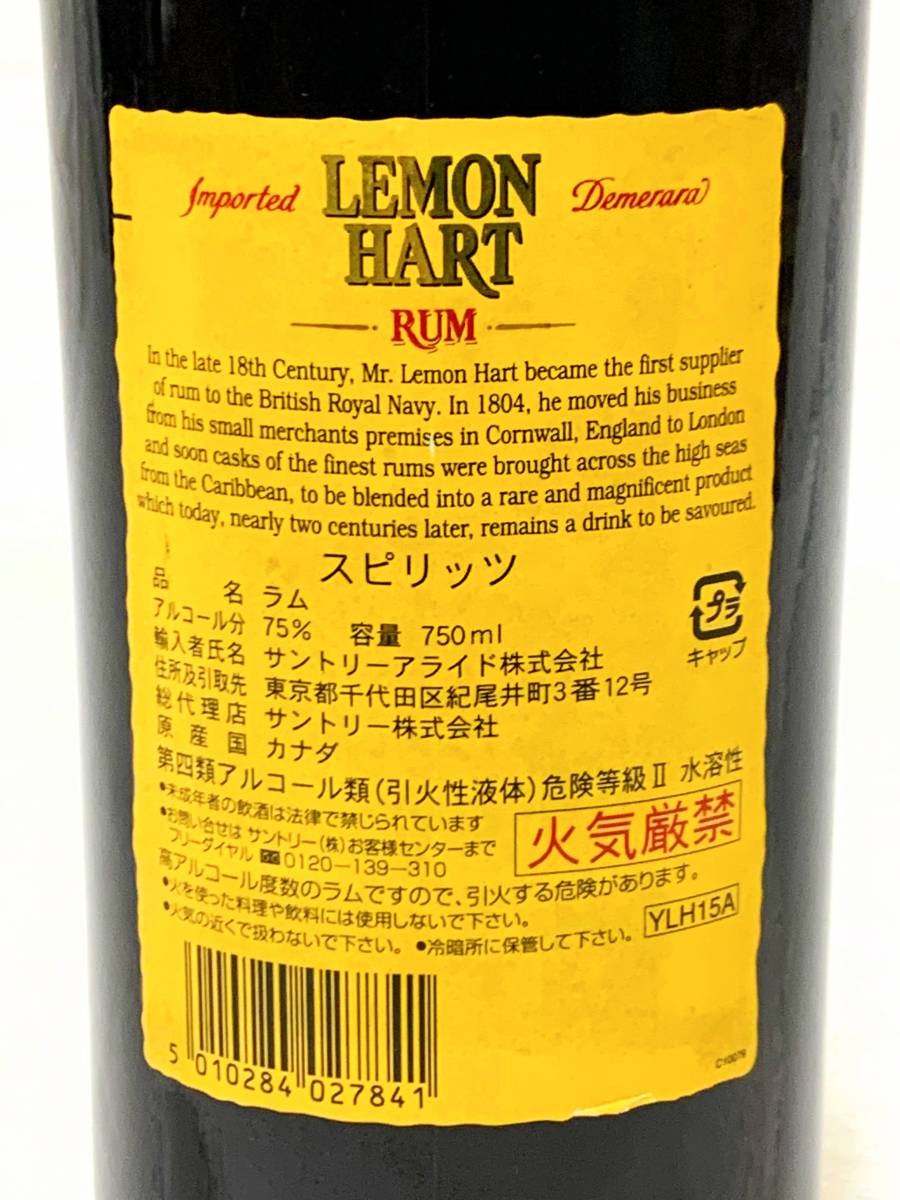 Imported LEMON Demerara
HART
RUM
In the late 18th Century, Mr. Lemon Hart became the first supplier
of rum to the British Royal Navy. In 1804, he moved his business
from his small merchants premises in Cornwall, England to London
and soon casks of the finest rums were brought across the high seas
from the Caribbean, to be blended into a rare and magnificent product
which today, nearly two centuries later, remains a drink to be savoured.
スピリッツ
品名 ラム
アルコール分 75% 容量 750ml
輸入者氏名 サントリーアライド株式会社
住所及引取先 東京都千代田区紀尾井町3番12号
総代理店 サントリー株式会社
原産国 カナダ
プラ
キャップ
第四類アルコール類(引火性液体)危険等級Ⅱ 水溶性
•未成年者の飲酒は法律で禁じられています
•お問い合せは サントリー(株)お客様センターまで
フリーダイヤル 0120-139-310
火気厳禁
高アルコール度数のラムですので、引火する危険があります。
•火を使った料理や飲料には使用しないで下さい。
•火気の近くで扱わないで下さい。 •冷暗所に保管して下さい。
YLH15A
5 010284 027841
C10079